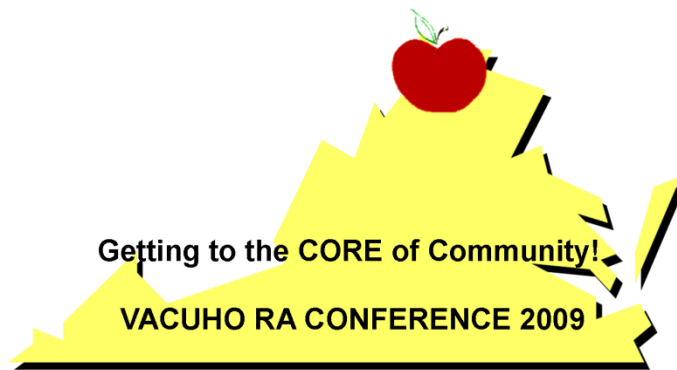 Getting to the CORE of Community!
VACUHO RA CONFERENCE 2009